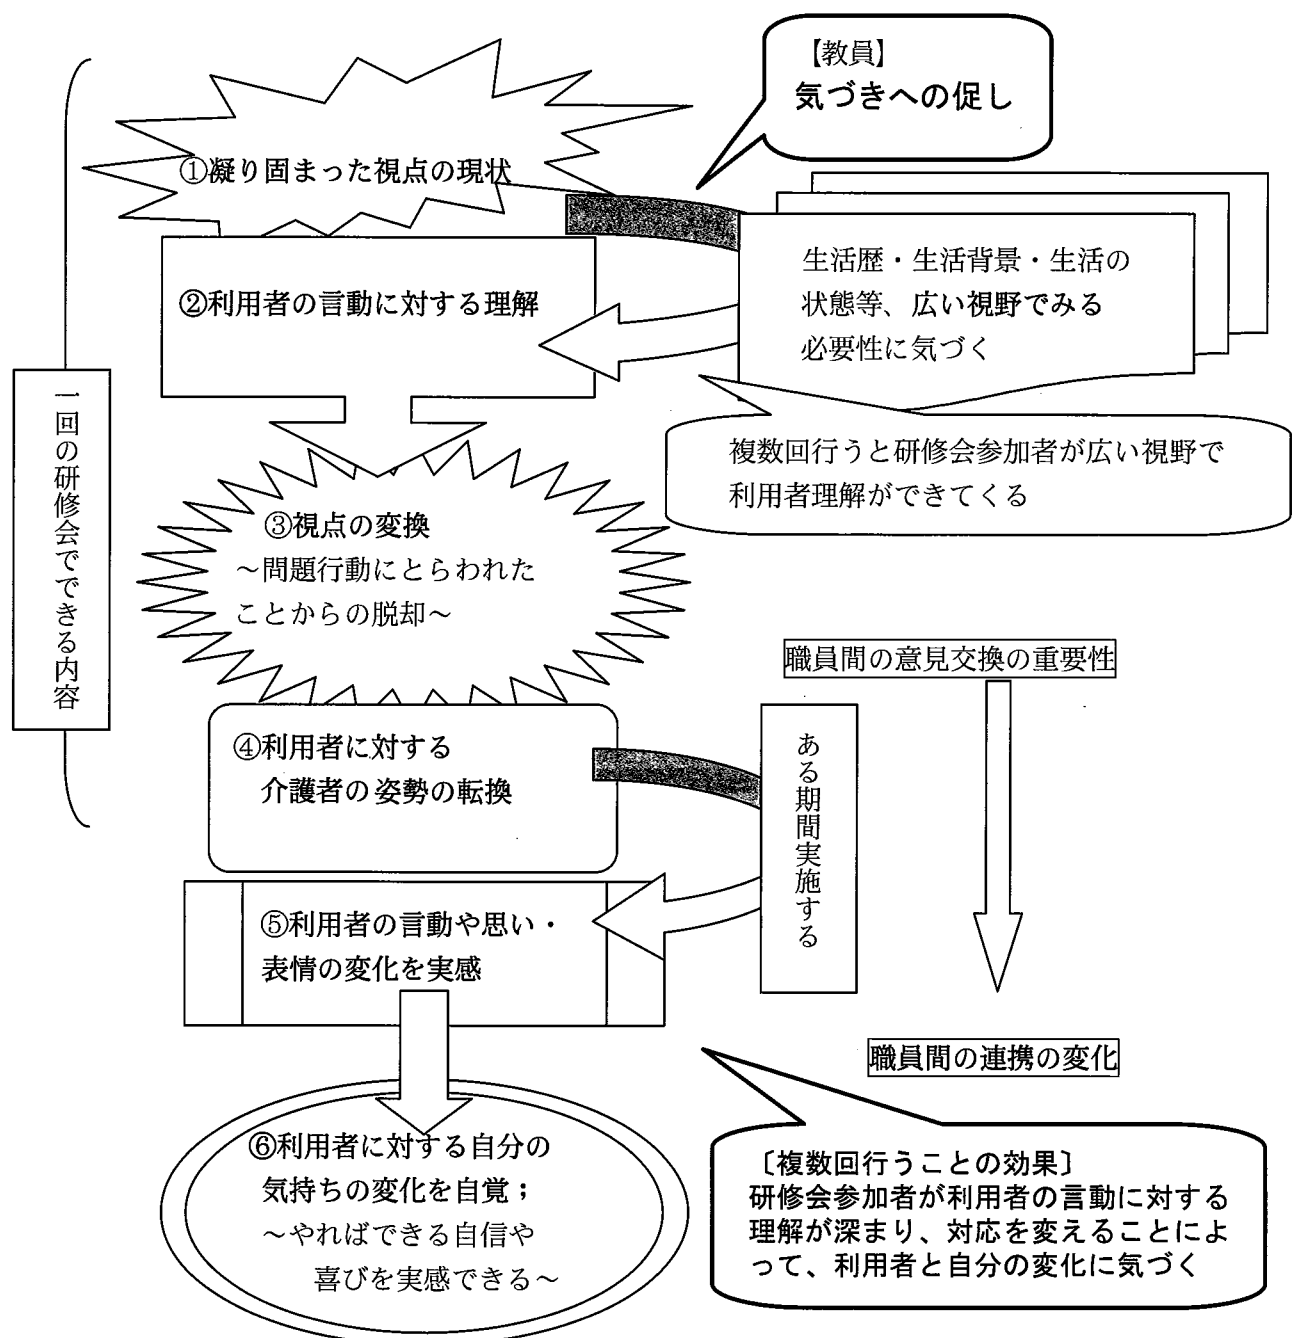 【教員】
気づきへの促し
①凝り固まった視点の現状
生活歴・生活背景・生活の
状態等、広い視野でみる
必要性に気づく
②利用者の言動に対する理解
複数回行うと研修会参加者が広い視野で
利用者理解ができてくる
一回の研修会でできる内容
③視点の変換
～問題行動にとらわれた
ことからの脱却～
職員間の意見交換の重要性
④利用者に対する
介護者の姿勢の転換
ある期間実施する
⑤利用者の言動や思い・
表情の変化を実感
職員間の連携の変化
⑥利用者に対する自分の
気持ちの変化を自覚；
～やればできる自信や
喜びを実感できる～
〔複数回行うことの効果〕
研修会参加者が利用者の言動に対する
理解が深まり、対応を変えることによ
って、利用者と自分の変化に気づく